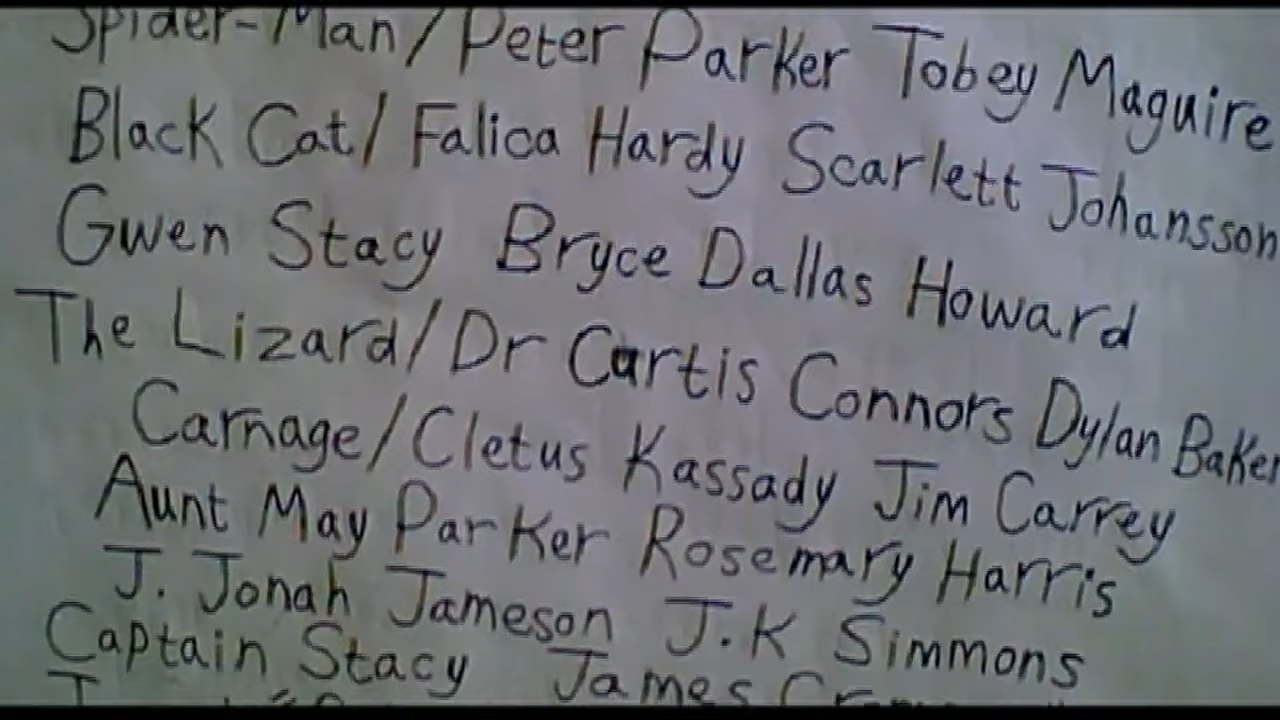 Spider-Man/Peter Parker Tobey Maguire
Black Cat/Falica Hardy Scarlett Johansson
Gwen Stacy Bryce Dallas Howard
The Lizard/Dr Curtis Connors Dylan Baker
Carnage/Cletus Kassady Jim Carrey
Aunt May Parker Rosemary Harris
J. Jonah Jameson J.K Simmons
Captain Stacy James